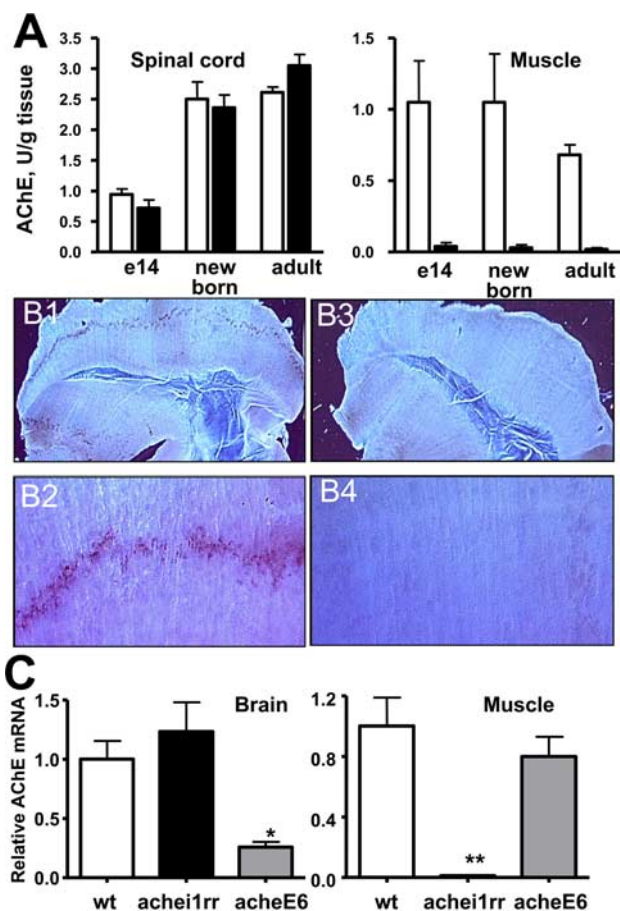 A
Spinal cord
Muscle
AChE, U/g tissue
3.5
3.0
2.5
2.0
1.5
1.0
0.5
0.0
e14
new born
adult
1.5
1.0
0.5
0.0
e14
new born
adult
B1
B3
B2
B4
C
Brain
Muscle
Relative AChE mRNA
1.5
1.0
0.5
0.0
*
wt
achei1rr
acheE6
1.2
0.8
0.4
0.0
**
wt
achei1rr
acheE6